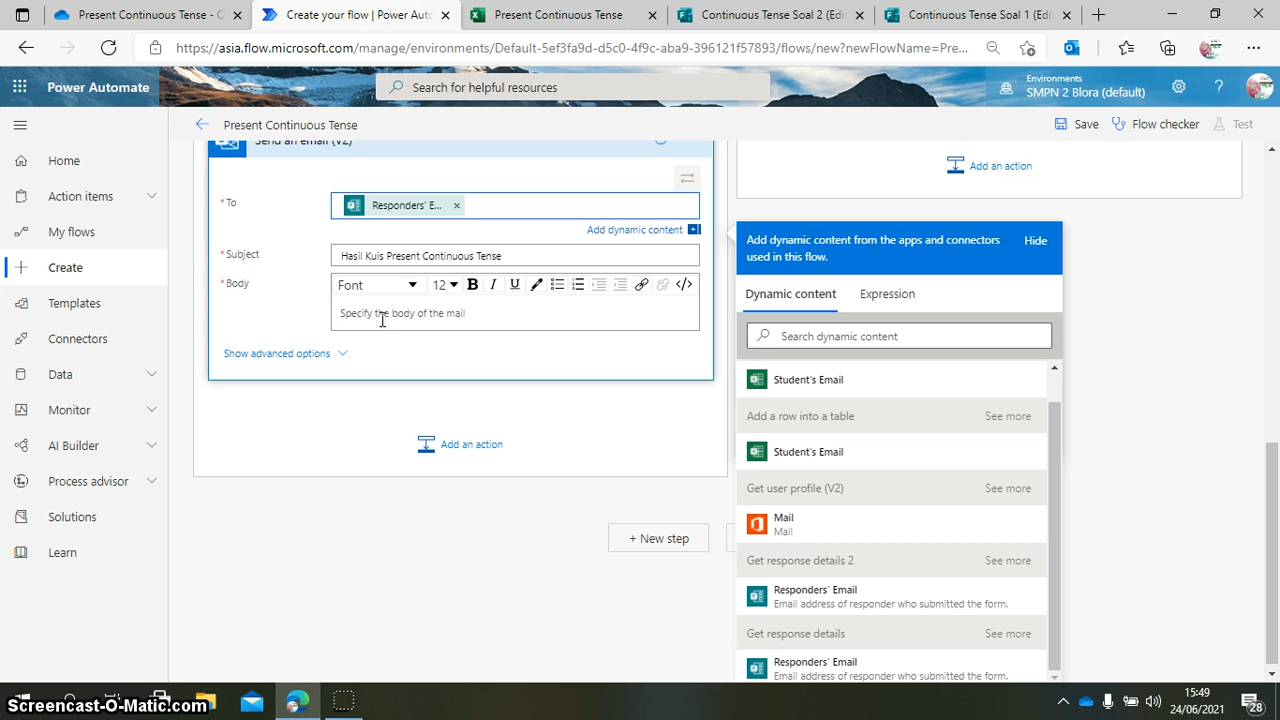 Continuous Tense - C
Create your flow | Power Auto
Present Continuous Tense
Continuous Tense Soal 2 (Edit
Continuous Tense Soal 1 (Edit
https://asia.flow.microsoft.com/manage/environments/Default-5ef3fa9d-d5c0-4f9c-aba9-396121f57893/flows/new?newFlowName=Pre...
Power Automate
Search for helpful resources
Environments
SMPN 2 Blora (default)
Present Continuous Tense
Save
Flow checker
Test
Home
Action items
My flows
Create
Templates
Connectors
Data
Monitor
AI Builder
Process advisor
Solutions
Learn
Send an email (V2)
* To
Responders' E...
Add dynamic content
* Subject
Hasil Kuis Present Continuous Tense
* Body
Font
12
B I U
Specify the body of the mail
Show advanced options
Add an action
Add an action
+ New step
Add dynamic content from the apps and connectors
used in this flow.
Hide
Dynamic content
Expression
Search dynamic content
Student's Email
Add a row into a table
See more
Student's Email
Get user profile (V2)
See more
Mail
Mail
Get response details 2
See more
Responders' Email
Email address of responder who submitted the form.
Get response details
See more
Responders' Email
Email address of responder who submitted the form.
Screencast-O-Matic.com
15:49
24/06/2021
28